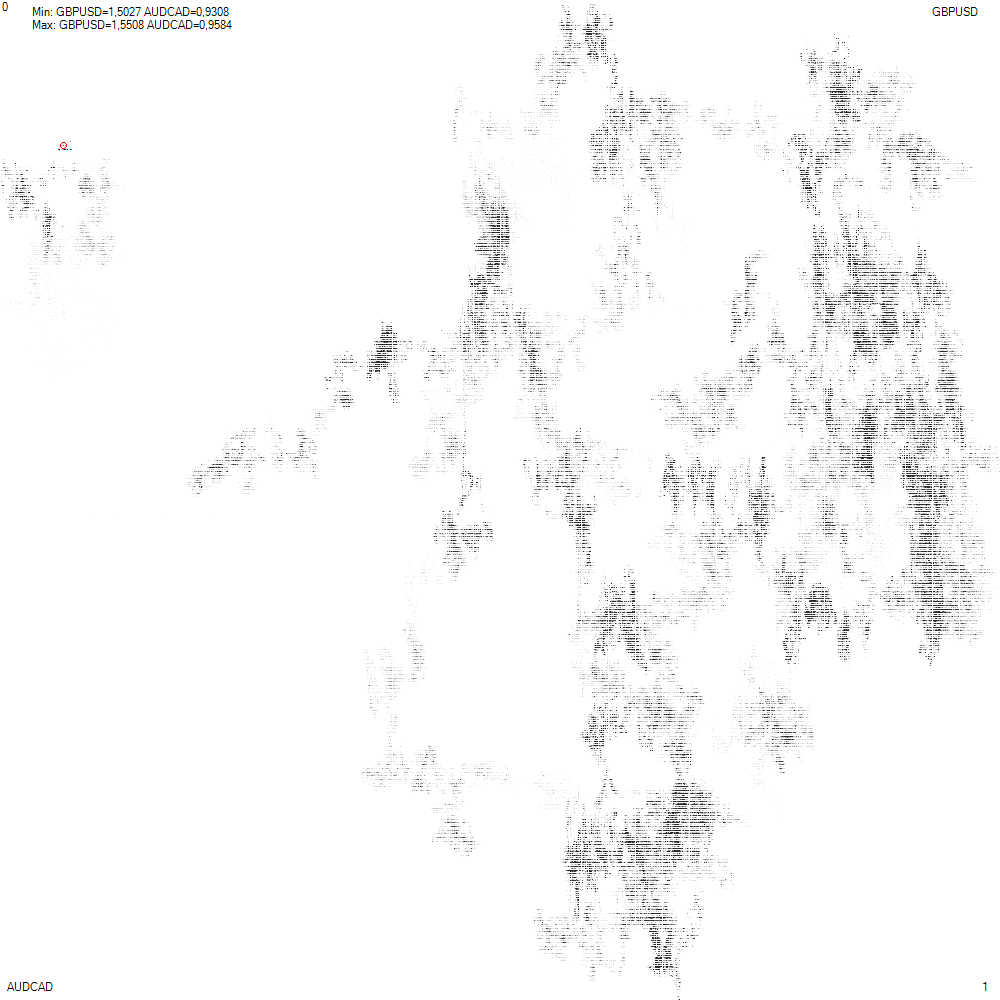 0
Min: GBPUSD=1,5027 AUDCAD=0,9308
GBPUSD
Max: GBPUSD=1,5508 AUDCAD=0,9584
AUDCAD
1